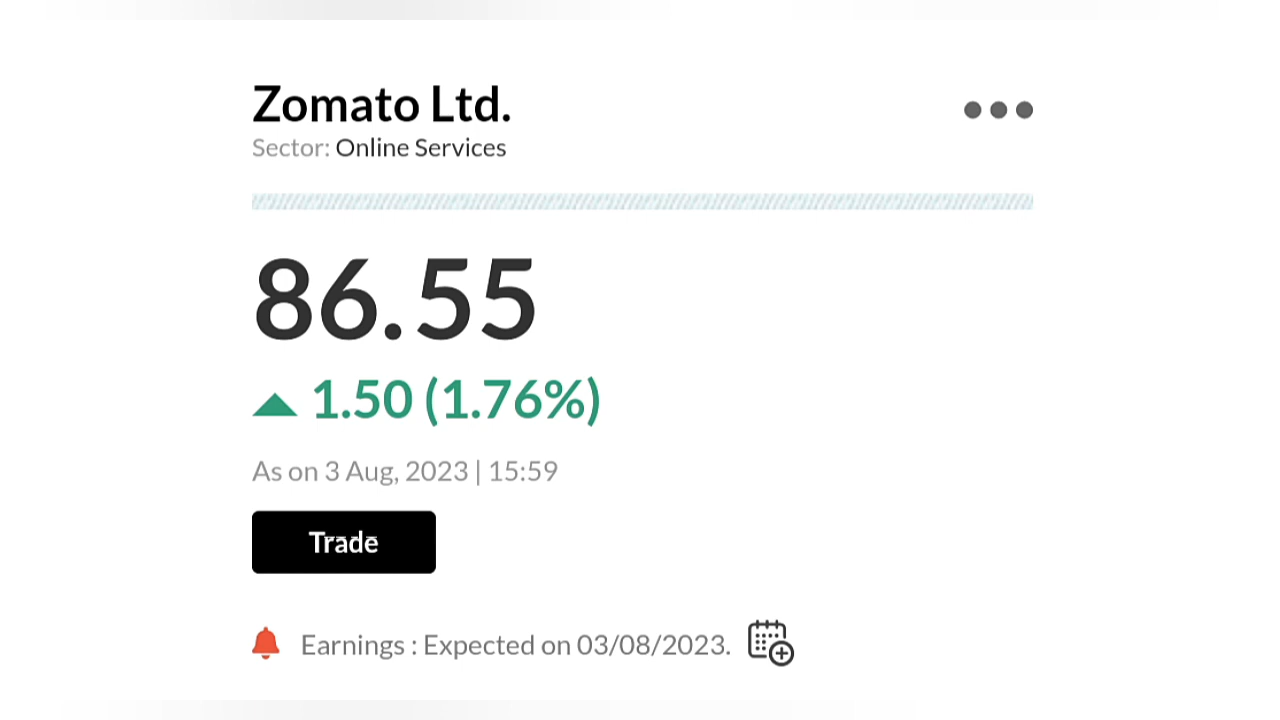 Zomato Ltd.
Sector: Online Services
86.55
▲ 1.50 (1.76%)
As on 3 Aug, 2023 | 15:59
Trade
Earnings : Expected on 03/08/2023.